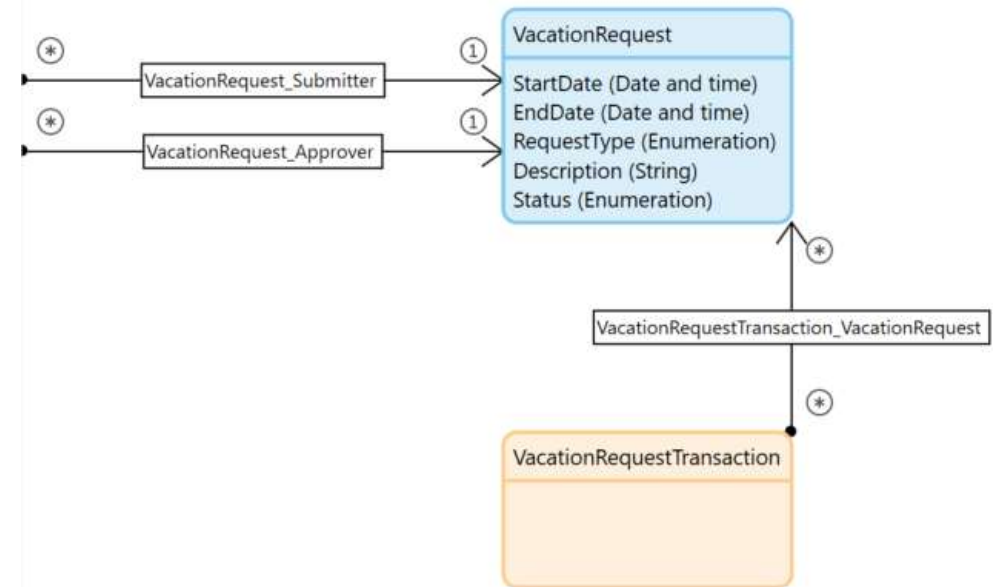 VacationRequest
* 1
VacationRequest_Submitter
StartDate (Date and time)
EndDate (Date and time)
* 1
RequestType (Enumeration)
VacationRequest_Approver
Description (String)
Status (Enumeration)
*
VacationRequestTransaction_VacationRequest
*
VacationRequestTransaction